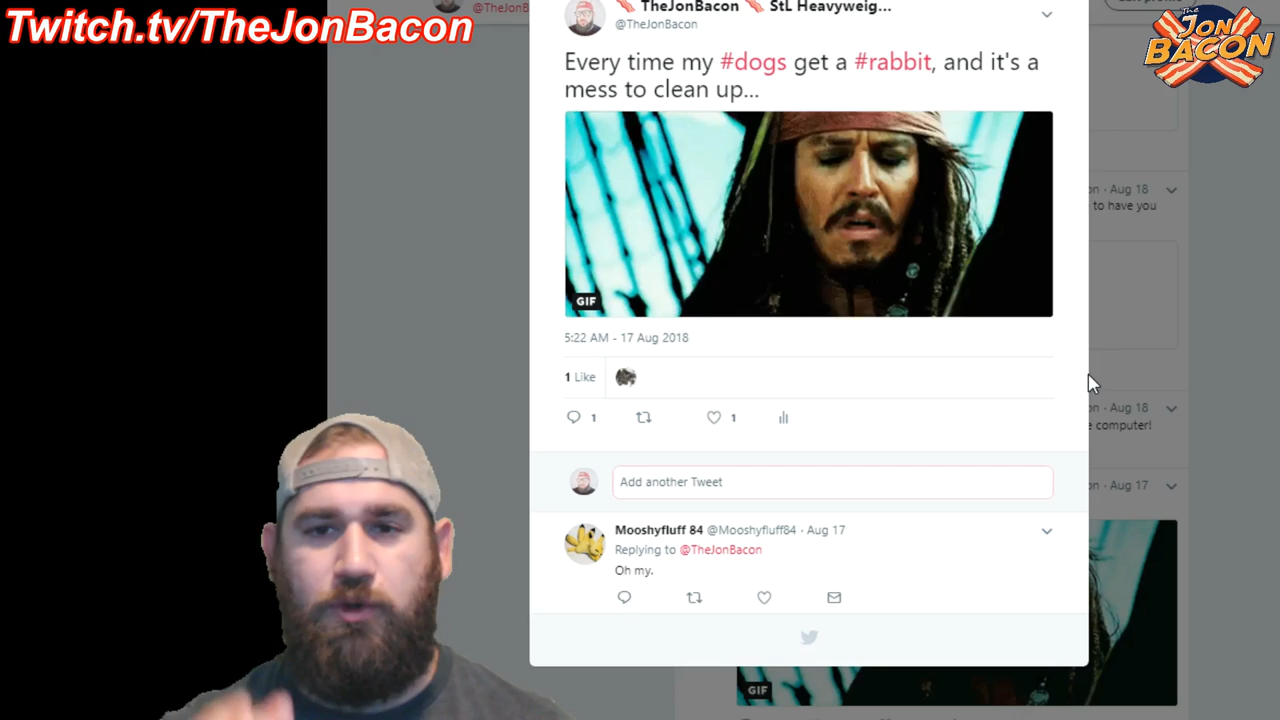 Twitch.tv/TheJonBacon
@TheJonB
TheJonBacon StL Heavyweig...
@TheJonBacon
The
JON
BACON
Every time my #dogs get a #rabbit, and it's a
mess to clean up...
GIF
5:22 AM - 17 Aug 2018
1 Like
1
1
on · Aug 18
to have you
on · Aug 18
e computer!
on · Aug 17
Add another Tweet
Mooshyfluff 84 @Mooshyfluff84 · Aug 17
Replying to @TheJonBacon
Oh my.
GIF